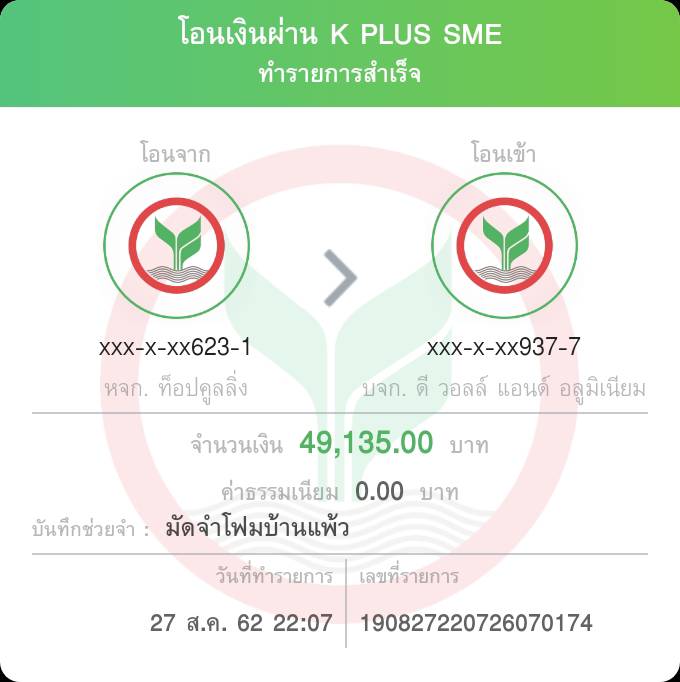 โอนเงินผ่าน K PLUS SME
ทำรายการสำเร็จ
โอนจาก
โอนเข้า
xxx-x-xx623-1
xxx-x-xx937-7
หจก. ท็อปคูลลิ่ง
บจก. ดี วอลล์ แอนด์ อลูมิเนียม
จำนวนเงิน 49,135.00 บาท
ค่าธรรมเนียม 0.00 บาท
บันทึกช่วยจำ : มัดจำโฟมบ้านแพ้ว
วันที่ทำรายการ
เลขที่รายการ
27 ส.ค. 62 22:07
190827220726070174